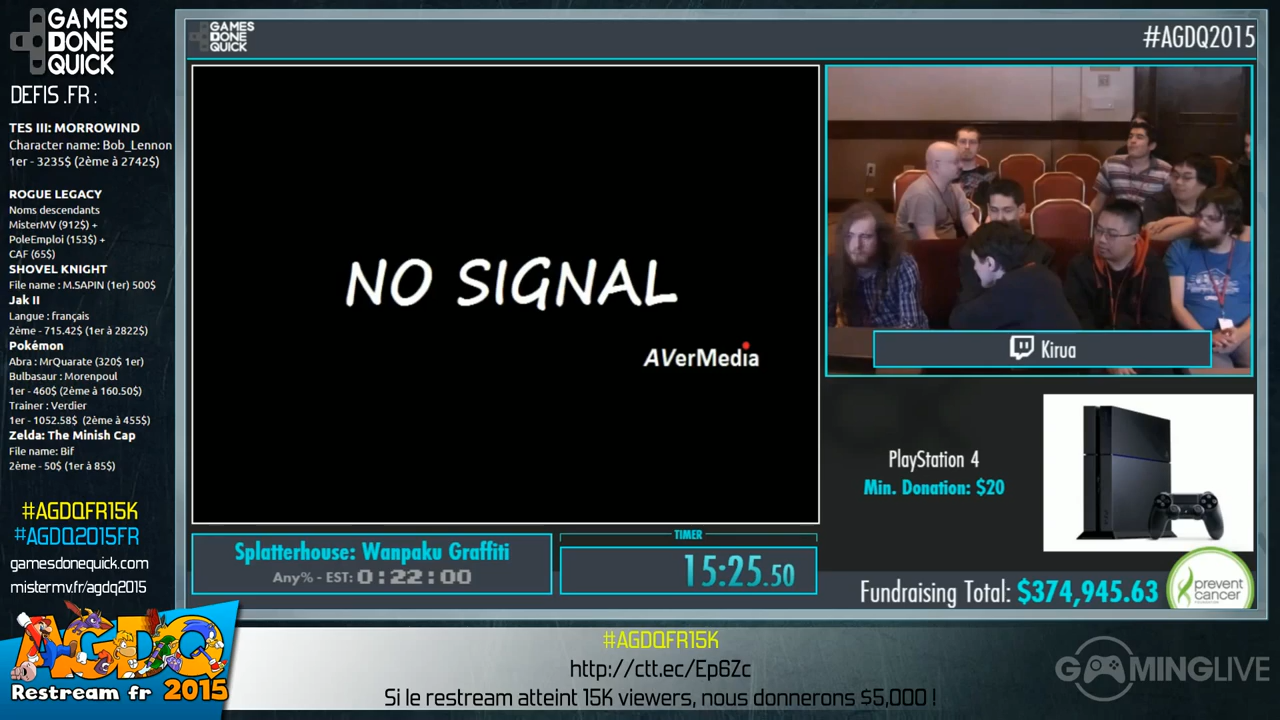 GAMES
DONE
QUICK
DEFIS .FR :
TES III: MORROWIND
Character name: Bob_Lennon
1er - 3235$ (2ème à 2742$)
ROGUE LEGACY
Noms descendants
MisterMV (912$) +
PoleEmploi (153$) +
CAF (65$)
SHOVEL KNIGHT
File name : M.SAPIN (1er) 500$
Jak II
Langue : français
2ème - 715.42$ (1er à 2822$)
Pokémon
Abra : MrQuarate (320$ 1er)
Bulbasaur : Morenpoul
1er - 460$ (2ème à 160.50$)
Trainer : Verdier
1er - 1052.58$ (2ème à 455$)
Zelda: The Minish Cap
File name: Bif
2ème - 50$ (1er à 85$)
#AGDQFR15K
#AGDQ2015FR
gamesdonequick.com
mistermv.fr/agdq2015
AGDQ
Restream fr 2015
GAMES
DONE
QUICK
#AGDQ2015
NO SIGNAL
AVerMedia
Kirua
PlayStation 4
Min. Donation: $20
Splatterhouse: Wanpaku Graffiti
Any% - EST: 0:22:00
TIMER
15:25.50
Fundraising Total: $374,945.63
prevent
cancer
#AGDQFR15K
http://ctt.ec/Ep6Zc
Si le restream atteint 15K viewers, nous donnerons $5,000 !
GAMINGLIVE